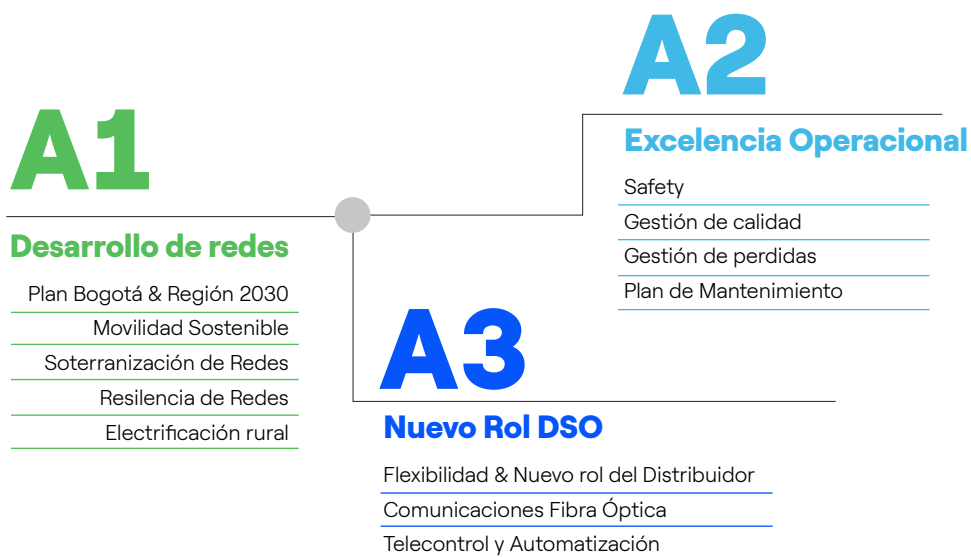 A1
Desarrollo de redes
Plan Bogotá & Región 2030
Movilidad Sostenible
Soterranización de Redes
Resilencia de Redes
Electrificación rural
A2
Excelencia Operacional
Safety
Gestión de calidad
Gestión de perdidas
Plan de Mantenimiento
A3
Nuevo Rol DSO
Flexibilidad & Nuevo rol del Distribuidor
Comunicaciones Fibra Óptica
Telecontrol y Automatización